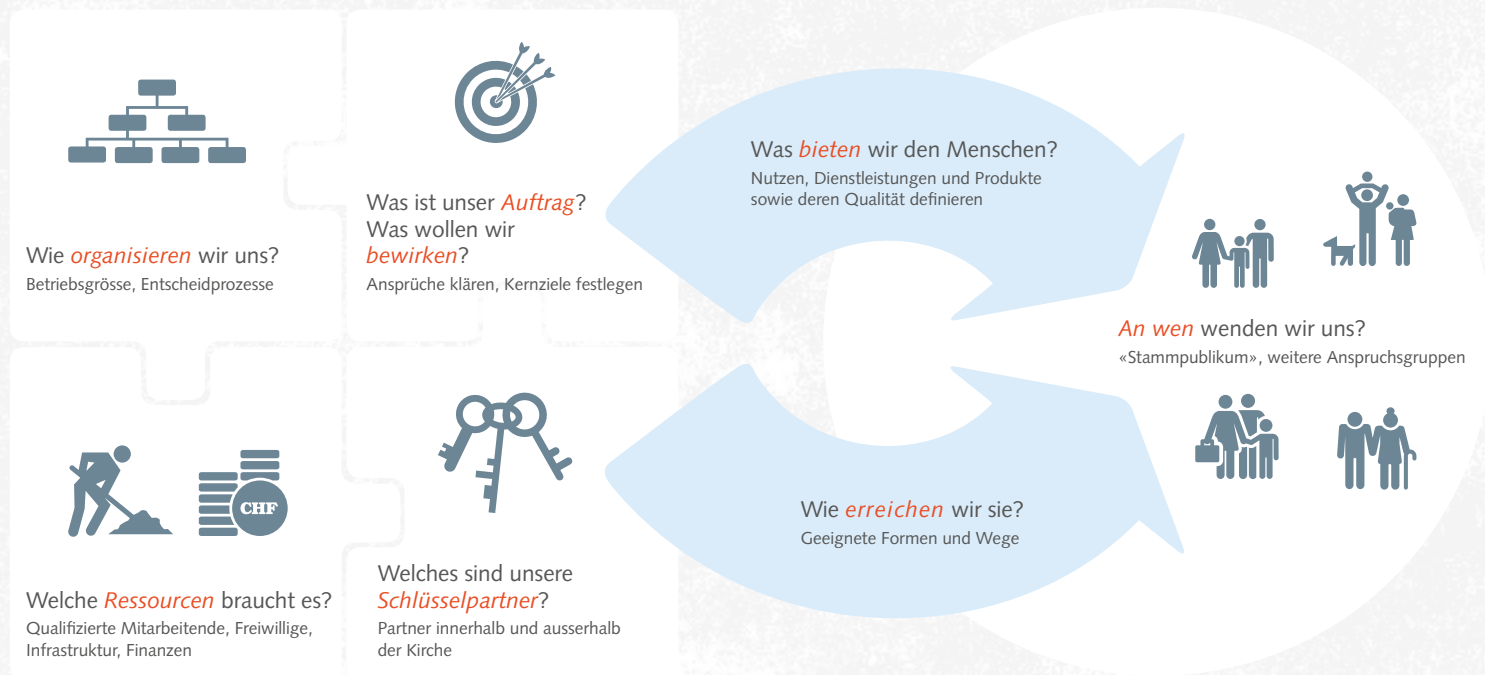 Wie organisieren wir uns?
Betriebsgrösse, Entscheidprozesse
Was ist unser Auftrag?
Was wollen wir
bewirken?
Ansprüche klären, Kernziele festlegen
Was bieten wir den Menschen?
Nutzen, Dienstleistungen und Produkte
sowie deren Qualität definieren
An wen wenden wir uns?
«Stammpublikum», weitere Anspruchsgruppen
CHF
Welche Ressourcen braucht es?
Qualifizierte Mitarbeitende, Freiwillige,
Infrastruktur, Finanzen
Welches sind unsere
Schlüsselpartner?
Partner innerhalb und ausserhalb
der Kirche
Wie erreichen wir sie?
Geeignete Formen und Wege